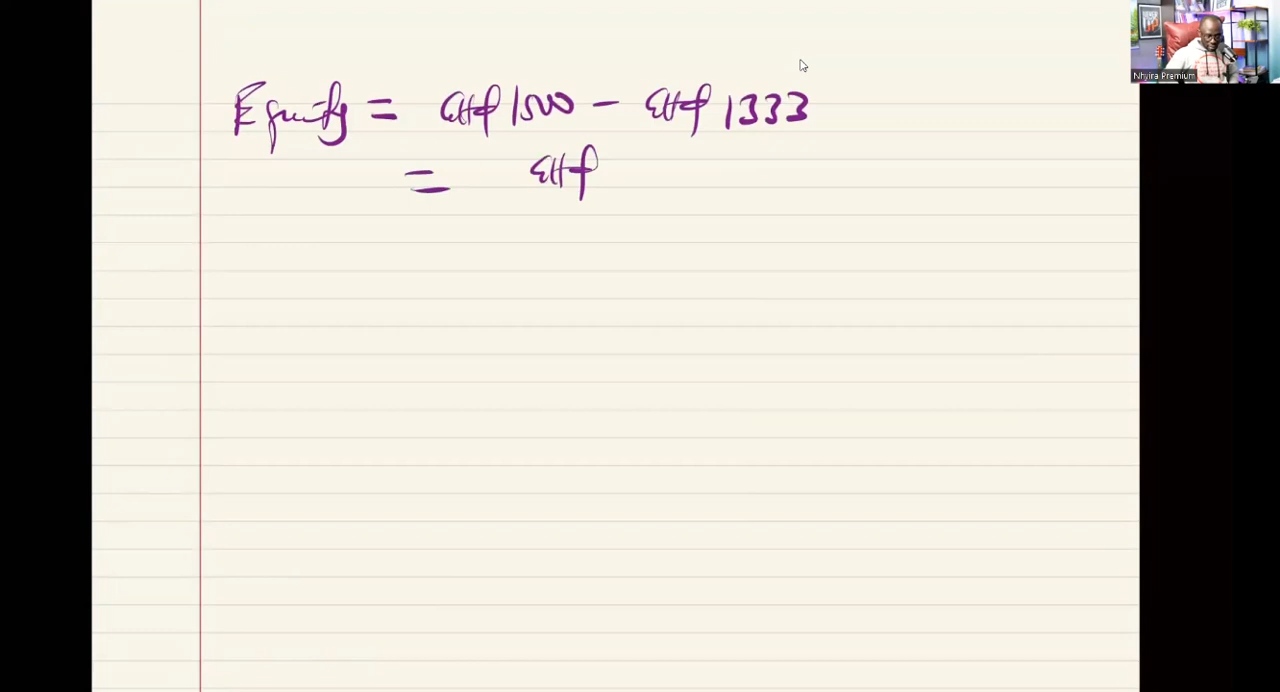 Equity = GH¢ 1500 - GH¢ 1333
= GH¢
Nhyira Premium